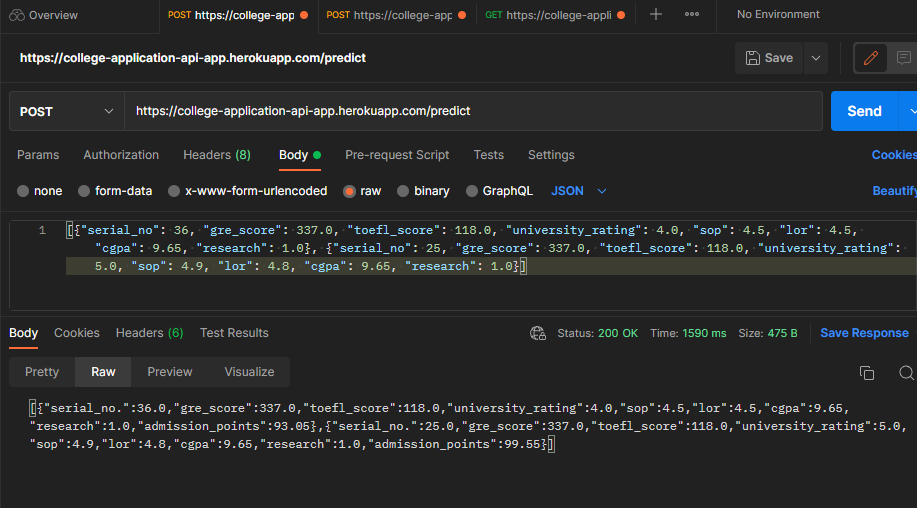 Overview POST https://college-app POST https://college-app GET https://college-appli + ••• No Environment
https://college-application-api-app.herokuapp.com/predict Save
POST https://college-application-api-app.herokuapp.com/predict Send
Params Authorization Headers (8) Body Pre-request Script Tests Settings Cookies
none form-data x-www-form-urlencoded raw binary GraphQL JSON Beautify
1 [{"serial_no": 36, "gre_score": 337.0, "toefl_score": 118.0, "university_rating": 4.0, "sop": 4.5, "lor": 4.5,
"cgpa": 9.65, "research": 1.0}, {"serial_no": 25, "gre_score": 337.0, "toefl_score": 118.0, "university_rating":
5.0, "sop": 4.9, "lor": 4.8, "cgpa": 9.65, "research": 1.0}]
Body Cookies Headers (6) Test Results Status: 200 OK Time: 1590 ms Size: 475 B Save Response
Pretty Raw Preview Visualize
[{"serial_no.":36.0,"gre_score":337.0,"toefl_score":118.0,"university_rating":4.0,"sop":4.5,"lor":4.5,"cgpa":9.65,
"research":1.0,"admission_points":93.05},{"serial_no.":25.0,"gre_score":337.0,"toefl_score":118.0,"university_rating":5.0,
"sop":4.9,"lor":4.8,"cgpa":9.65,"research":1.0,"admission_points":99.55}]